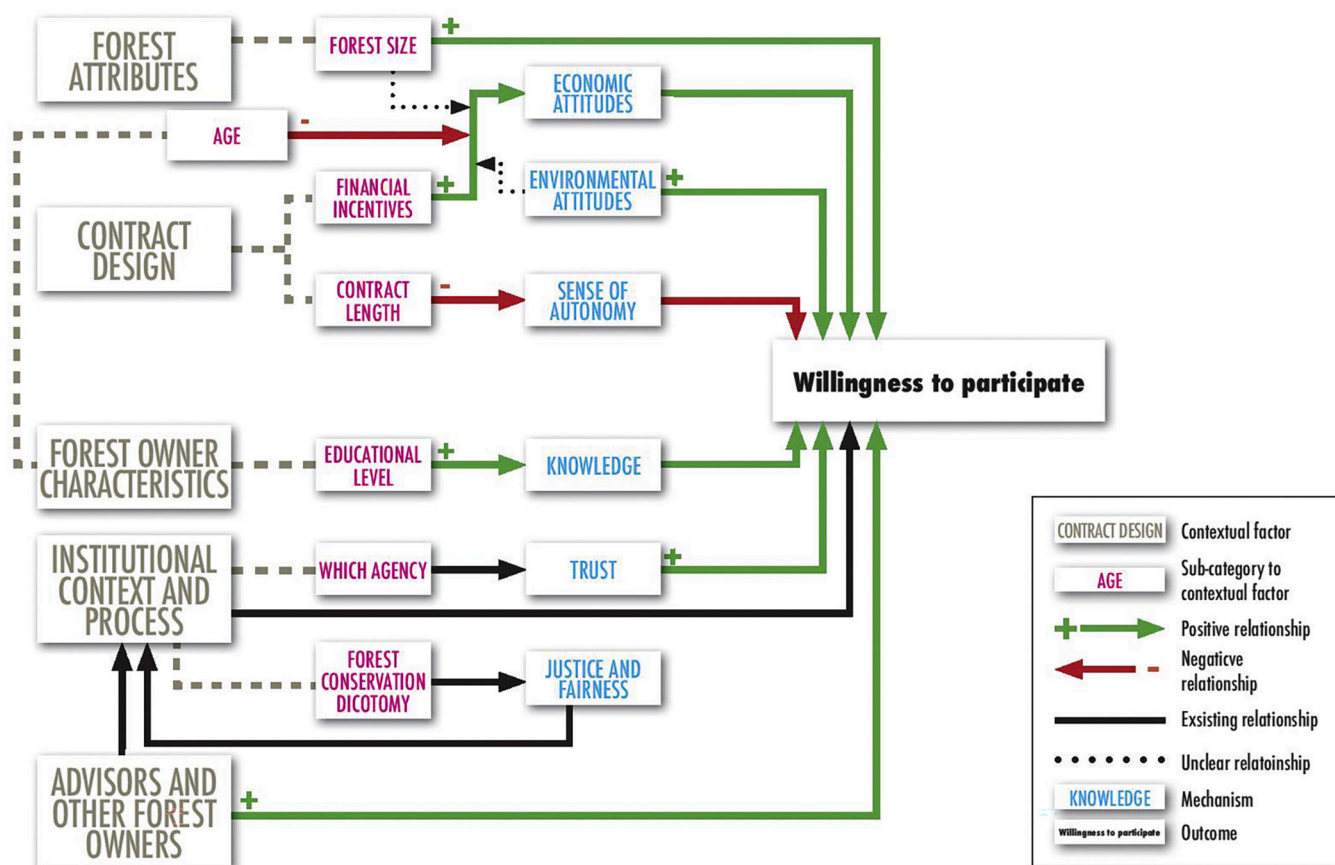 FOREST
ATTRIBUTES
FOREST SIZE
+
ECONOMIC
ATTITUDES
AGE
-
FINANCIAL
INCENTIVES
+
ENVIRONMENTAL
ATTITUDES
+
CONTRACT
DESIGN
CONTRACT
LENGTH
-
SENSE OF
AUTONOMY
Willingness to participate
FOREST OWNER
CHARACTERISTICS
EDUCATIONAL
LEVEL
+
KNOWLEDGE
INSTITUTIONAL
CONTEXT AND
PROCESS
WHICH AGENCY
TRUST
+
FOREST
CONSERVATION
DICOTOMY
JUSTICE AND
FAIRNESS
ADVISORS AND
OTHER FOREST
OWNERS
+
CONTRACT DESIGN Contextual factor
AGE
Sub-category to
contextual factor
+ Positive relationship
- Negaticve
relationship
Exsisting relationship
Unclear relatoinship
KNOWLEDGE Mechanism
Willingness to participate Outcome